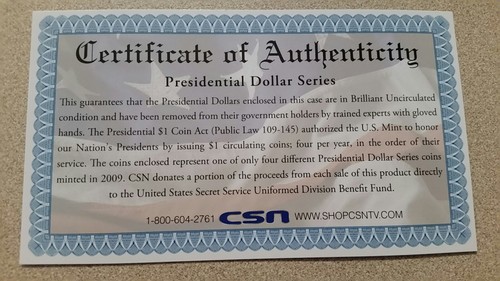 Certificate of Authenticity
Presidential Dollar Series
This guarantees that the Presidential Dollars enclosed in this case are in Brilliant Uncirculated
condition and have been removed from their government holders by trained experts with gloved
hands. The Presidential $1 Coin Act (Public Law 109-145) authorized the U.S. Mint to honor
our Nation's Presidents by issuing $1 circulating coins; four per year, in the order of their
service. The coins enclosed represent one of only four different Presidential Dollar Series coins
minted in 2009. CSN donates a portion of the proceeds from each sale of this product directly
to the United States Secret Service Uniformed Division Benefit Fund.
1-800-604-2761 CSN WWW.SHOPCSNTV.COM